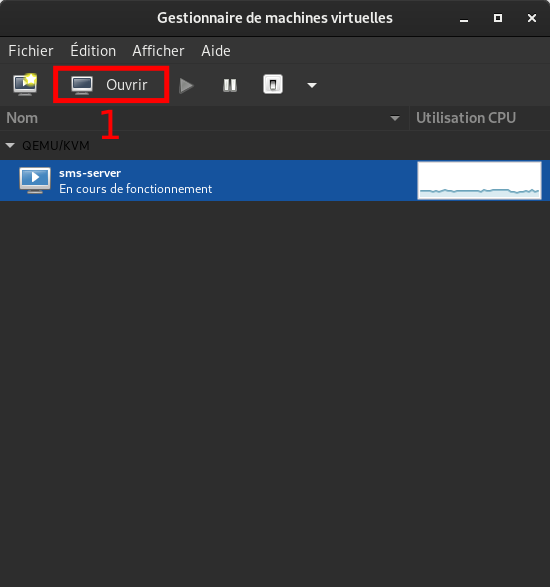 Gestionnaire de machines virtuelles
Fichier Édition Afficher Aide
Ouvrir
1
Nom Utilisation CPU
QEMU/KVM
sms-server
En cours de fonctionnement